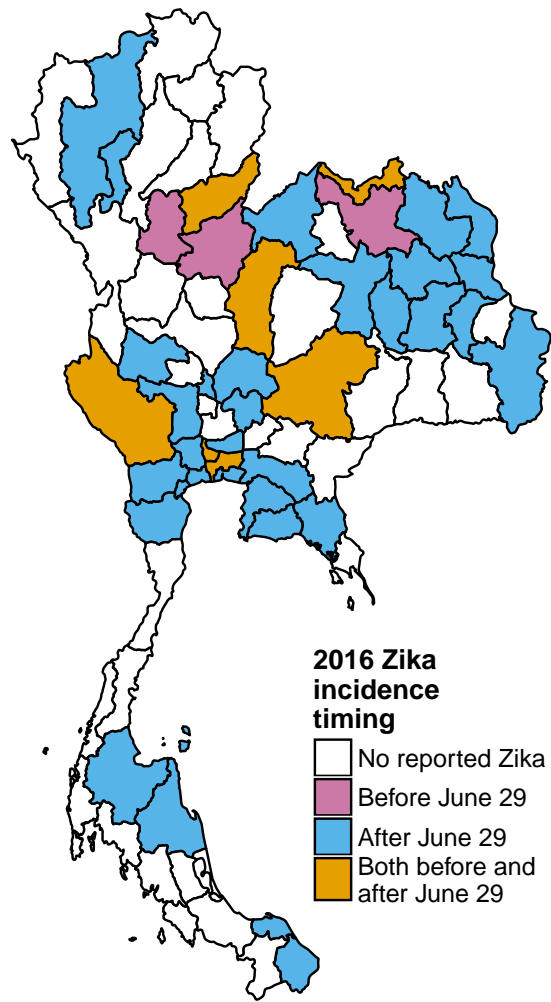 2016 Zika
incidence
timing
No reported Zika
Before June 29
After June 29
Both before and
after June 29